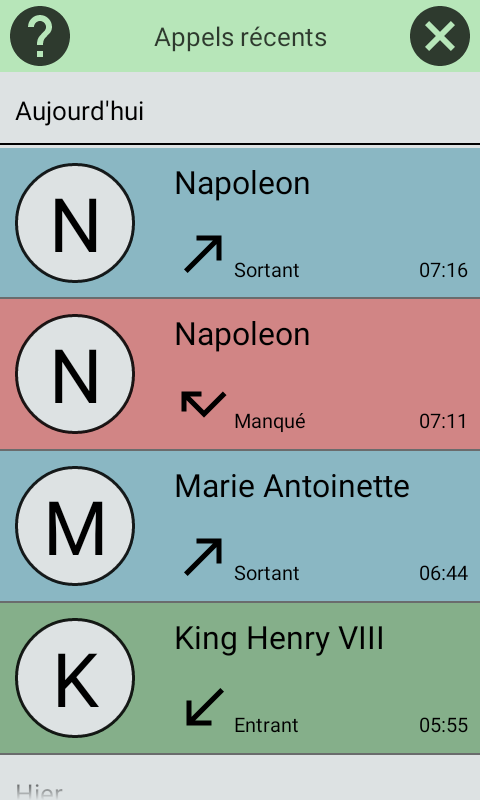 ?
Appels récents
Aujourd'hui
N
Napoleon
Sortant 07:16
N
Napoleon
Manqué 07:11
M
Marie Antoinette
Sortant 06:44
K
King Henry VIII
Entrant 05:55
Hier